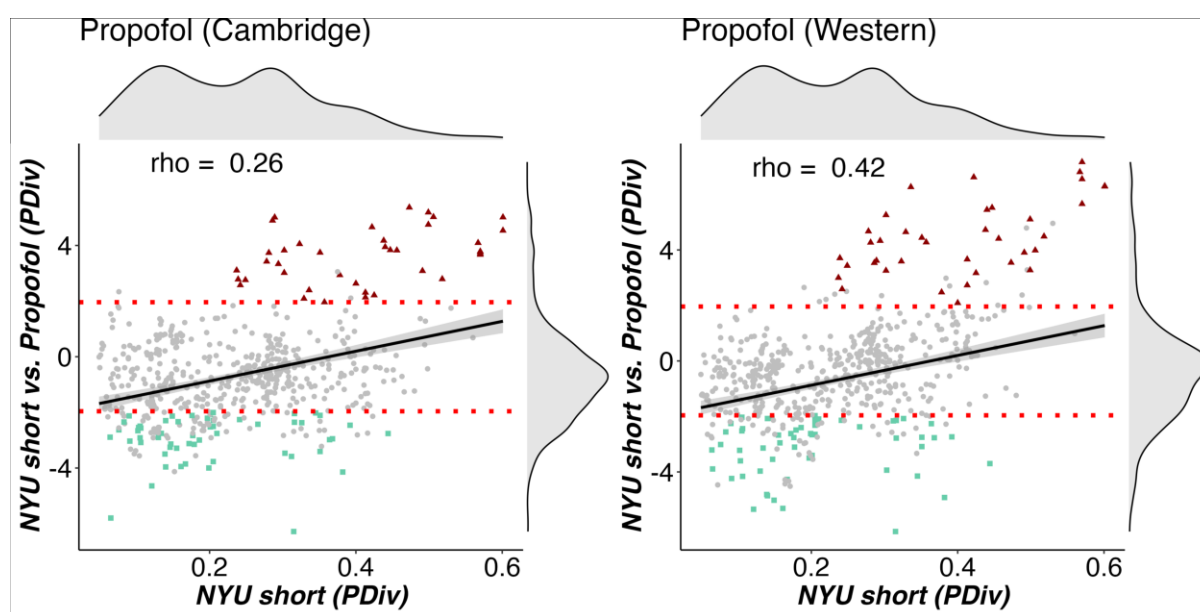 Propofol (Cambridge)
rho = 0.26
NYU short vs. Propofol (PDiv)
4
0
-4
0.2 0.4 0.6
NYU short (PDiv)
Propofol (Western)
rho = 0.42
NYU short vs. Propofol (PDiv)
4
0
-4
0.2 0.4 0.6
NYU short (PDiv)